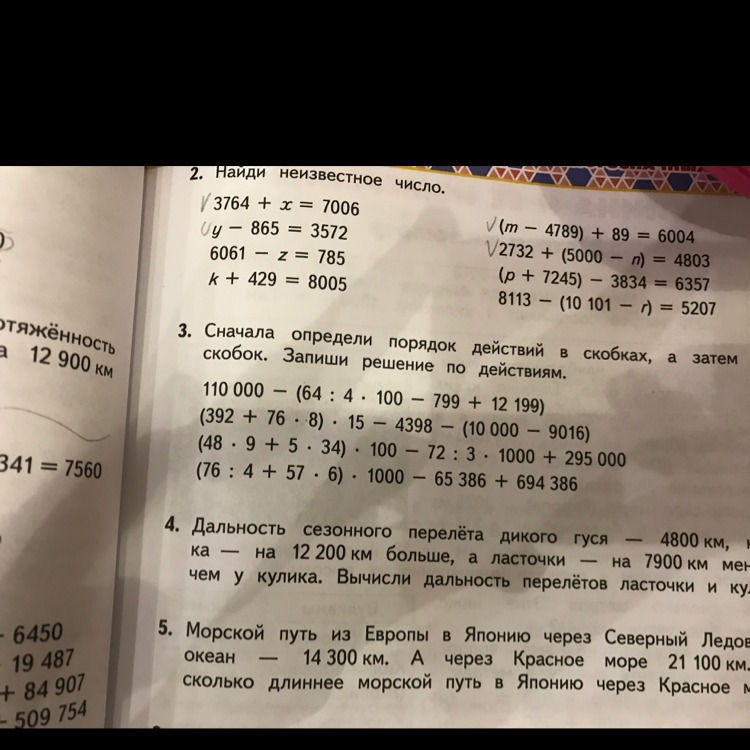 2. Найди неизвестное число.
3764 + x = 7006
y − 865 = 3572
6061 − z = 785
k + 429 = 8005
(m − 4789) + 89 = 6004
2732 + (5000 − n) = 4803
(p + 7245) − 3834 = 6357
8113 − (10 101 − r) = 5207
3. Сначала определи порядок действий в скобках, а затем
скобок. Запиши решение по действиям.
110 000 − (64 : 4 · 100 − 799 + 12 199)
(392 + 76 · 8) · 15 − 4398 − (10 000 − 9016)
(48 · 9 + 5 · 34) · 100 − 72 : 3 · 1000 + 295 000
(76 : 4 + 57 · 6) · 1000 − 65 386 + 694 386
4. Дальность сезонного перелёта дикого гуся — 4800 км,
ка — на 12 200 км больше, а ласточки — на 7900 км мен
чем у кулика. Вычисли дальность перелётов ласточки и ку
5. Морской путь из Европы в Японию через Северный Ледов
океан — 14 300 км. А через Красное море 21 100 км.
сколько длиннее морской путь в Японию через Красное м
отяжённость
а 12 900 км
341 = 7560
- 6450
19 487
+ 84 907
- 509 754